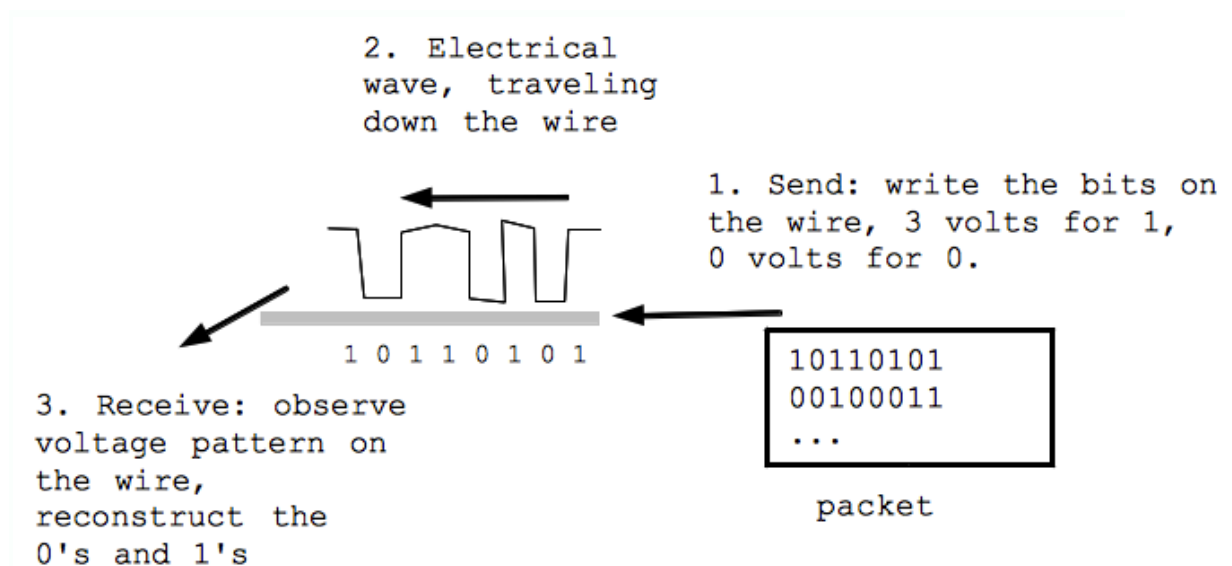 2. Electrical
wave, traveling
down the wire
1. Send: write the bits on
the wire, 3 volts for 1,
0 volts for 0.
1 0 1 1 0 1 0 1
10110101
00100011
...
packet
3. Receive: observe
voltage pattern on
the wire,
reconstruct the
0's and 1's